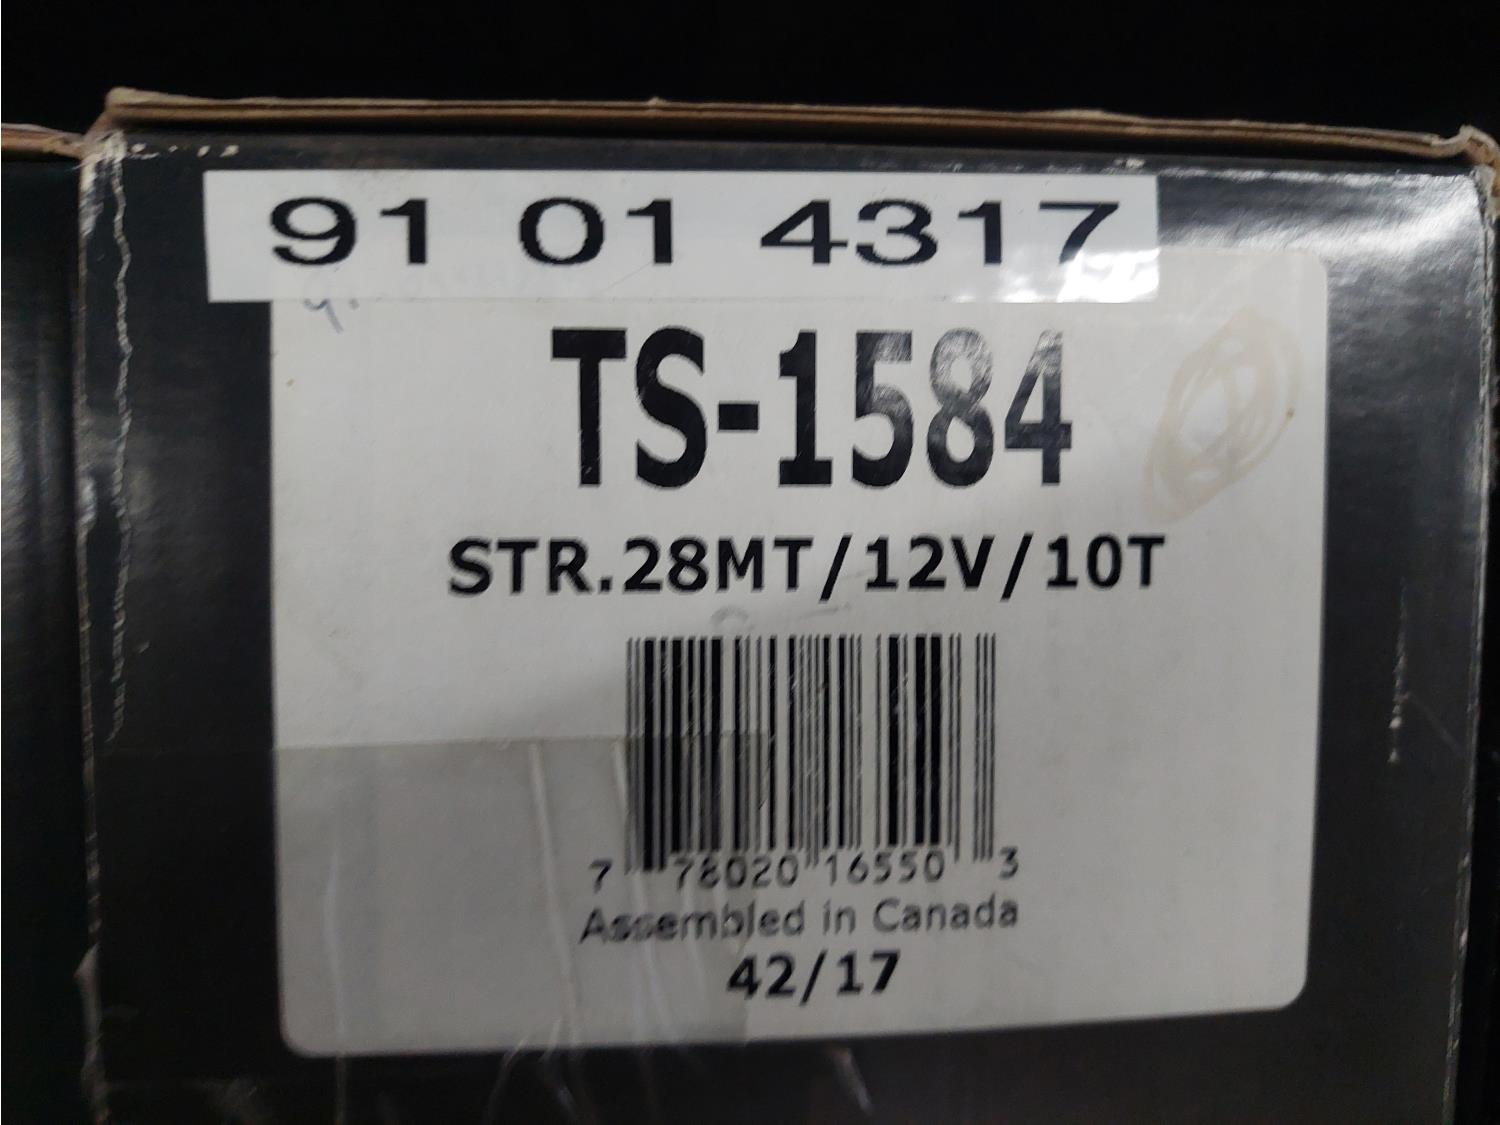 91 01 4317
TS-1584
STR.28MT/12V/10T
7 78020 16550 3
Assembled in Canada
42/17